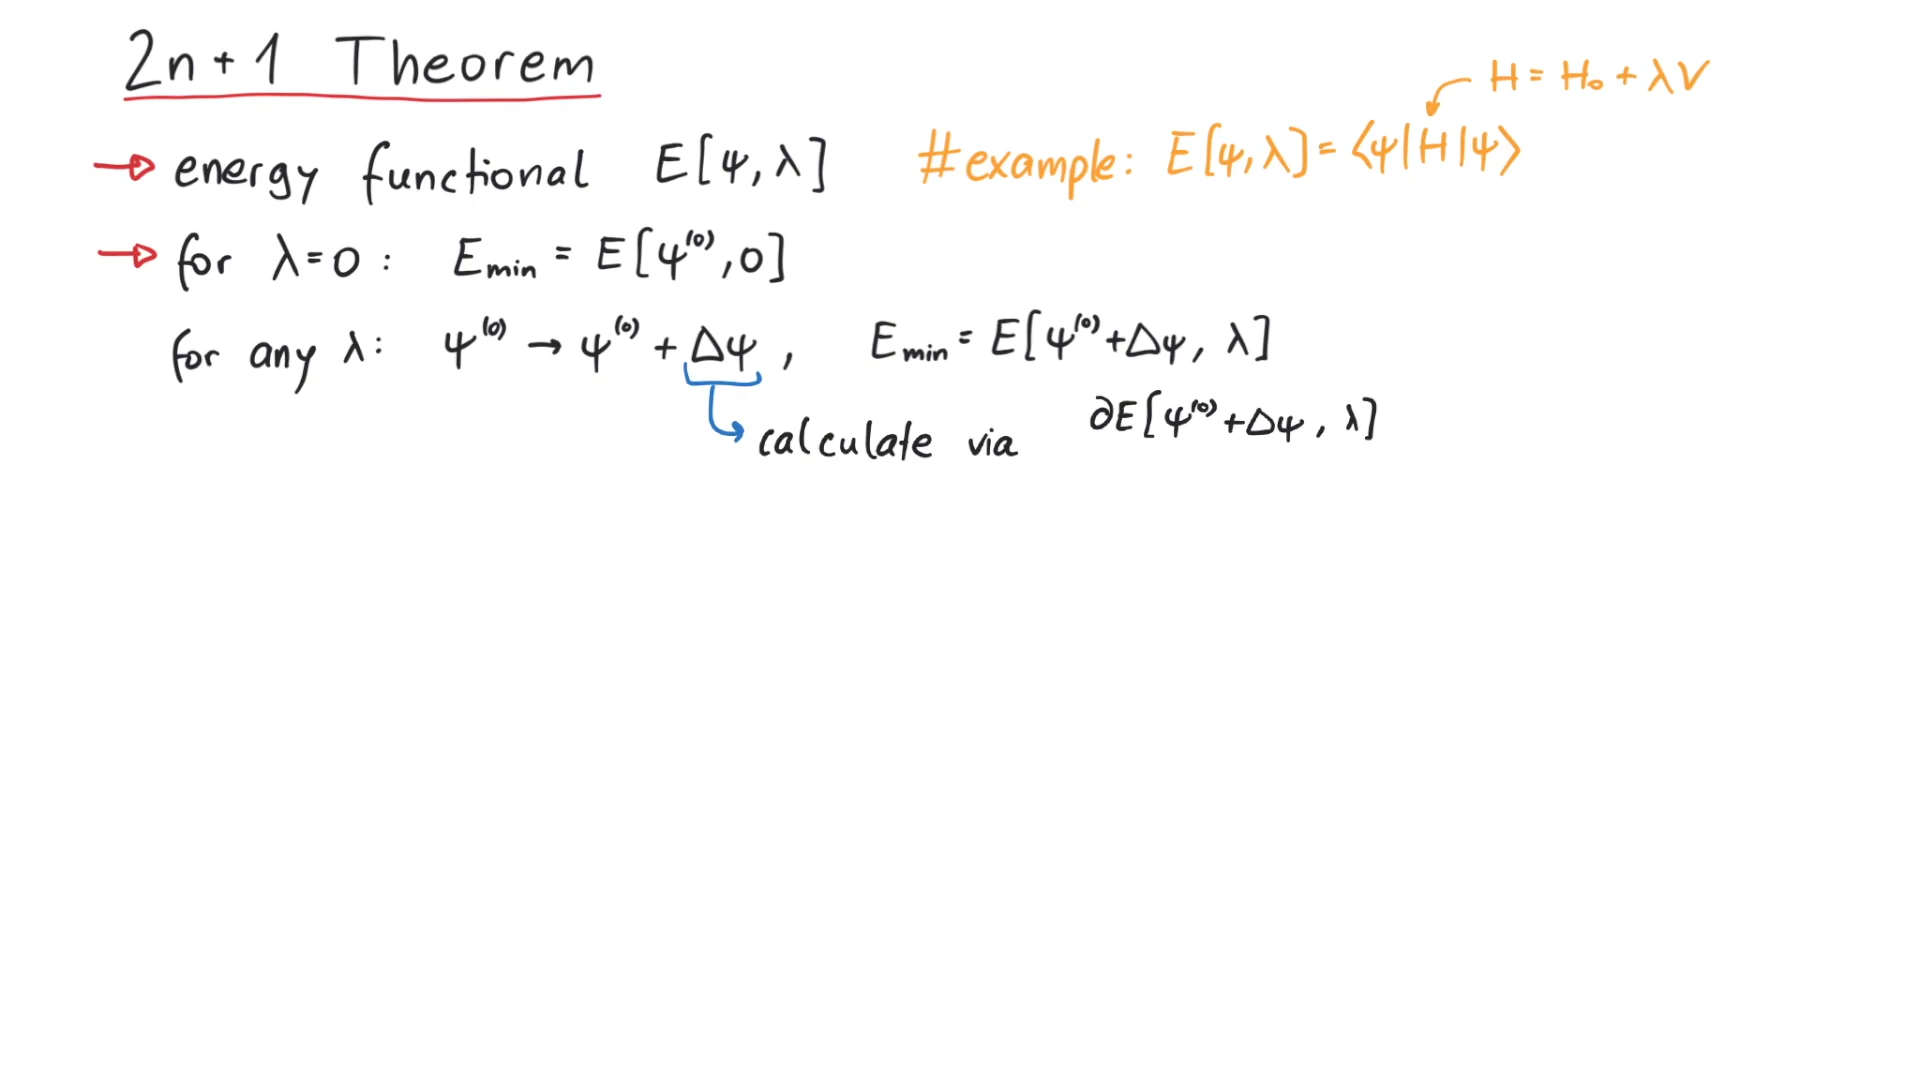 2n+1 Theorem
H = H₀ + λV
→ energy functional E[ψ, λ] #example: E[ψ, λ] = ⟨ψ|H|ψ⟩
→ for λ=0 : E_min = E[ψ⁽⁰⁾, 0]
for any λ: ψ⁽⁰⁾ → ψ⁽⁰⁾ + Δψ , E_min = E[ψ⁽⁰⁾+Δψ, λ]
calculate via ∂E[ψ⁽⁰⁾+Δψ, λ]